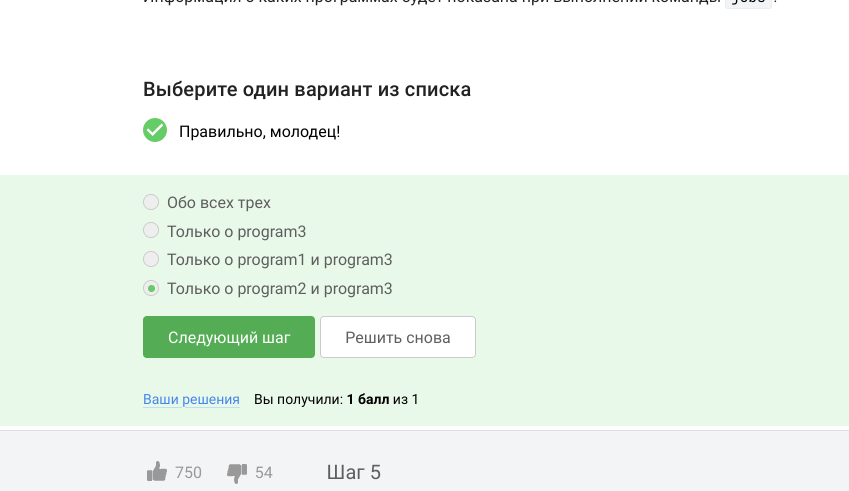 Информация о каких программах будет показана при выполнении команды jobs?
Выберите один вариант из списка
Правильно, молодец!
Обо всех трех
Только о program3
Только о program1 и program3
Только о program2 и program3
Следующий шаг
Решить снова
Ваши решения Вы получили: 1 балл из 1
750 54 Шаг 5